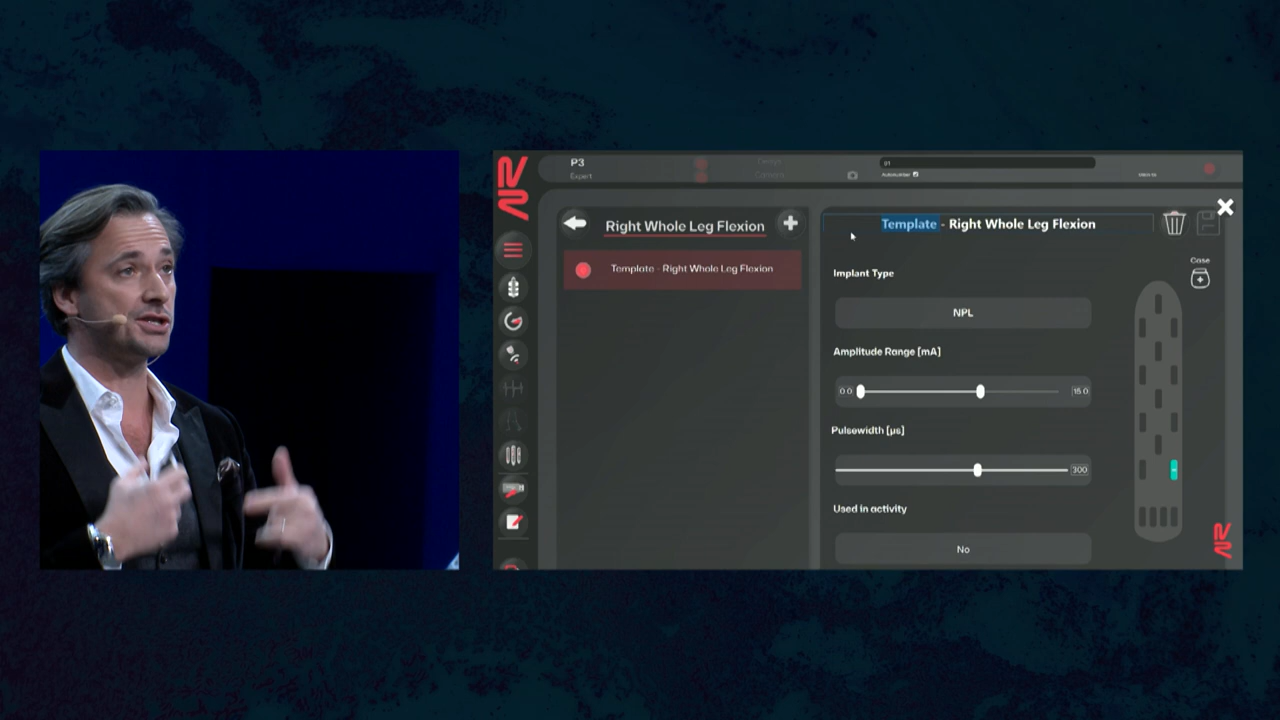 P3
Expert
91
Right Whole Leg Flexion
Template - Right Whole Leg Flexion
Template - Right Whole Leg Flexion
Implant Type
NPL
Amplitude Range [mA]
0.0
15.0
Pulsewidth [µs]
300
Used in activity
No
Case